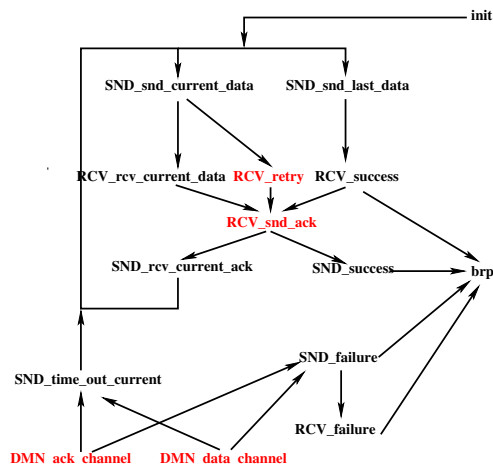 init
SND_snd_current_data SND_snd_last_data
RCV_rcv_current_data RCV_retry RCV_success
RCV_snd_ack
SND_rcv_current_ack SND_success brp
SND_failure
SND_time_out_current
RCV_failure
DMN_ack_channel DMN_data_channel